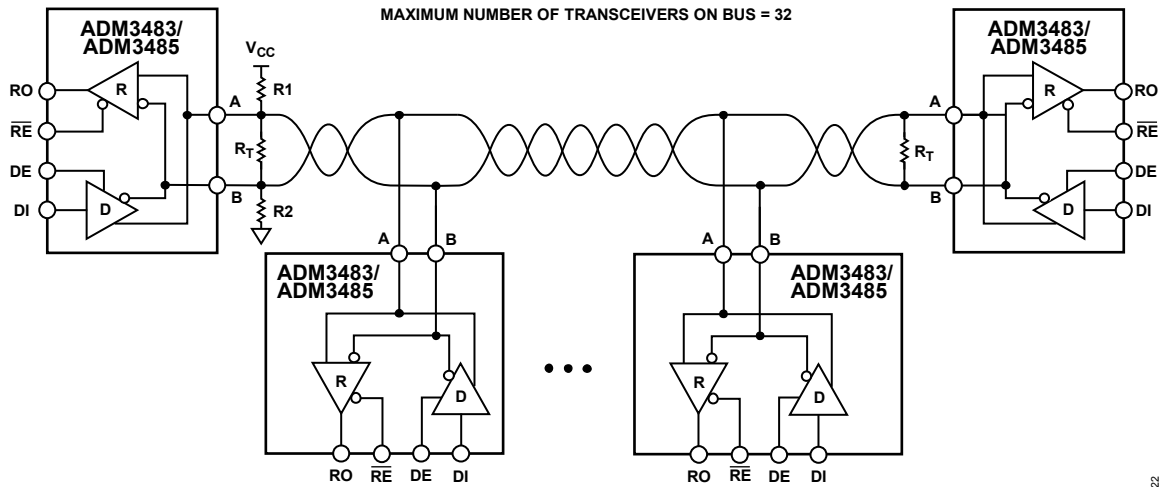 MAXIMUM NUMBER OF TRANSCEIVERS ON BUS = 32
ADM3483/
ADM3485
RO
RE
DE
DI
R
D
A
B
VCC
R1
RT
R2
A
B
RT
ADM3483/
ADM3485
R
D
RO
RE
DE
DI
A
B
ADM3483/
ADM3485
R
D
RO
RE
DE
DI
• • •
A
B
ADM3483/
ADM3485
R
D
RO
RE
DE
DI
22